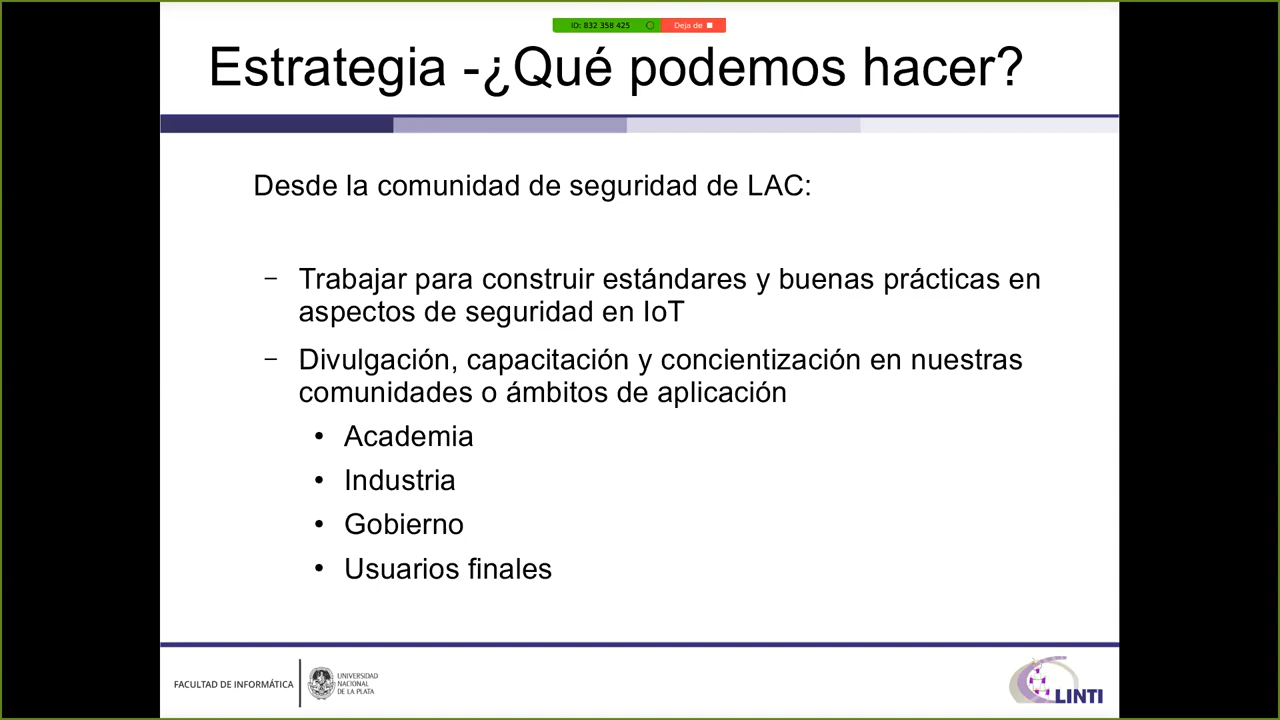 ID: 832 358 425 Deja de
Estrategia -¿Qué podemos hacer?
Desde la comunidad de seguridad de LAC:
– Trabajar para construir estándares y buenas prácticas en
aspectos de seguridad en IoT
– Divulgación, capacitación y concientización en nuestras
comunidades o ámbitos de aplicación
• Academia
• Industria
• Gobierno
• Usuarios finales
FACULTAD DE INFORMÁTICA
UNIVERSIDAD
NACIONAL
DE LA PLATA
LINTI